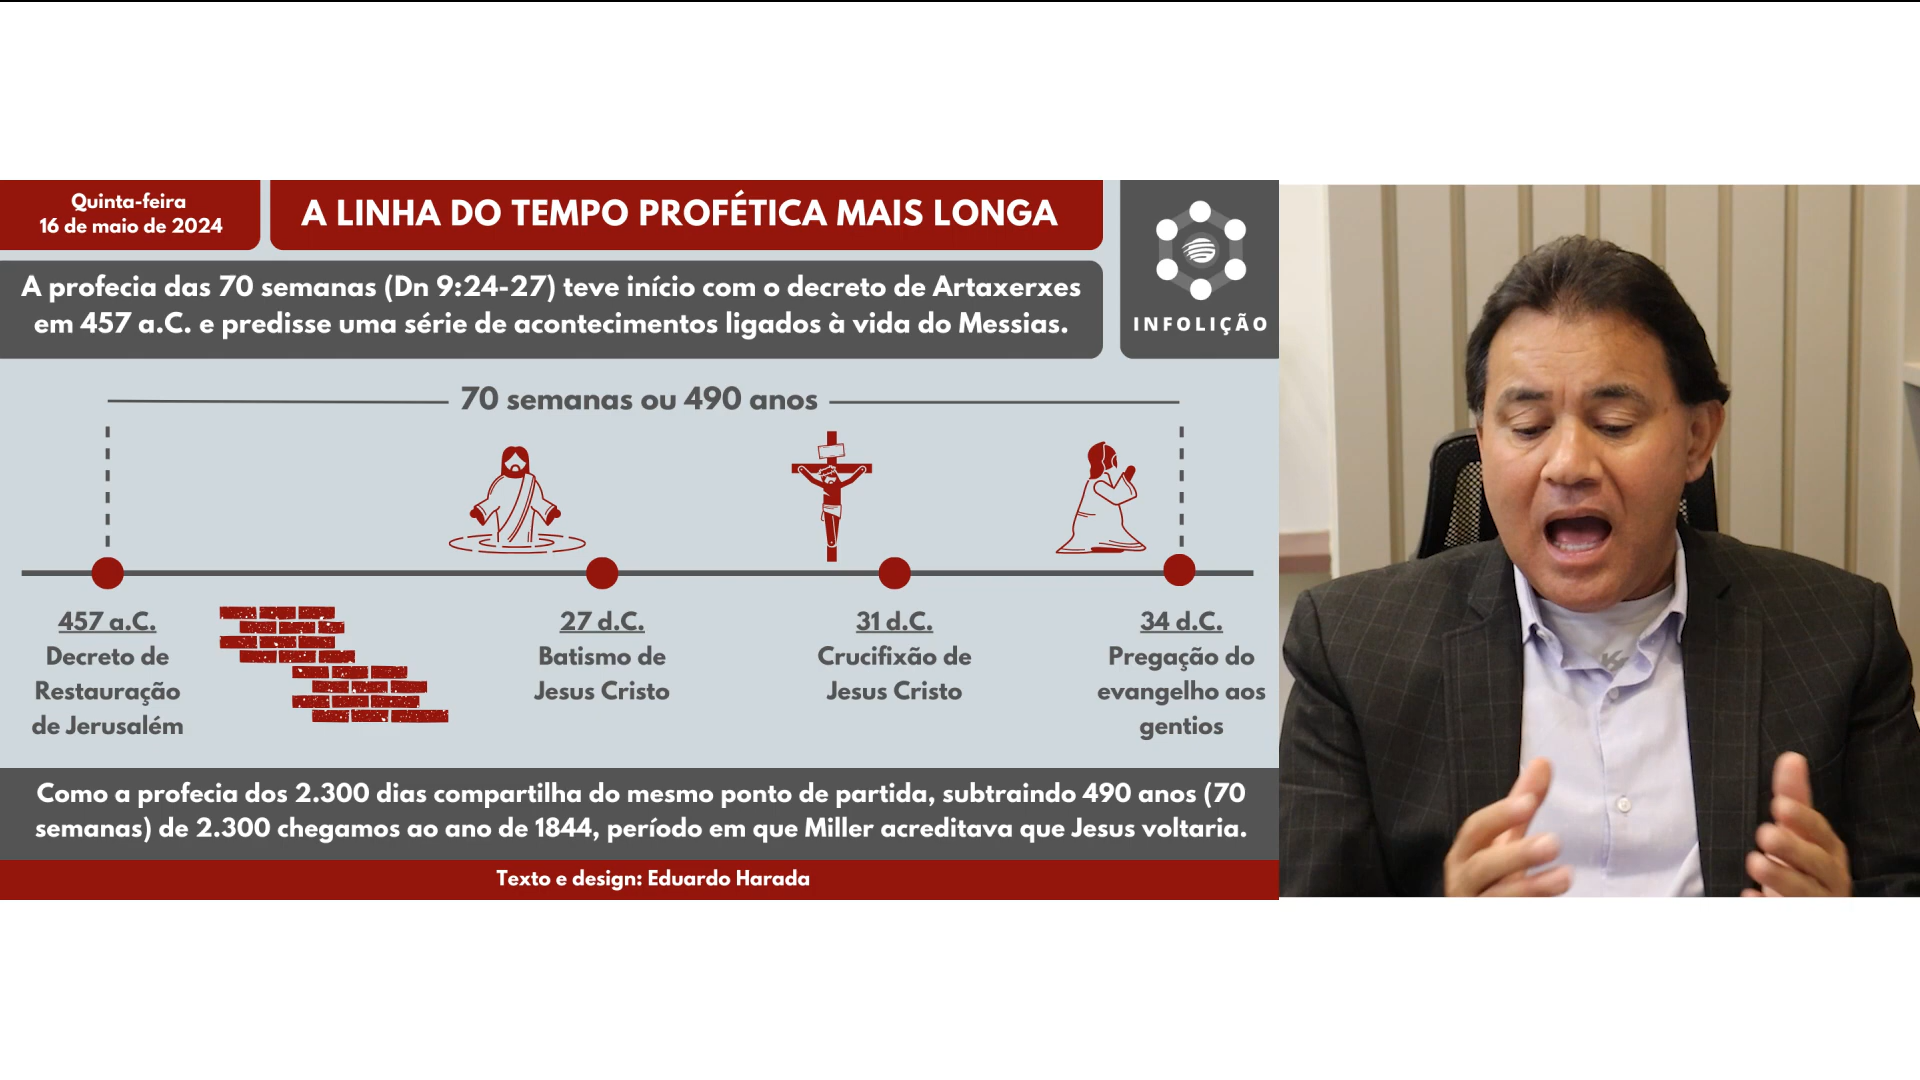 Quinta-feira
16 de maio de 2024
A LINHA DO TEMPO PROFÉTICA MAIS LONGA
A profecia das 70 semanas (Dn 9:24-27) teve início com o decreto de Artaxerxes
em 457 a.C. e predisse uma série de acontecimentos ligados à vida do Messias.
INFOLIÇÃO
70 semanas ou 490 anos
457 a.C.
Decreto de
Restauração
de Jerusalém
27 d.C.
Batismo de
Jesus Cristo
31 d.C.
Crucifixão de
Jesus Cristo
34 d.C.
Pregação do
evangelho aos
gentios
Como a profecia dos 2.300 dias compartilha do mesmo ponto de partida, subtraindo 490 anos (70
semanas) de 2.300 chegamos ao ano de 1844, período em que Miller acreditava que Jesus voltaria.
Texto e design: Eduardo Harada